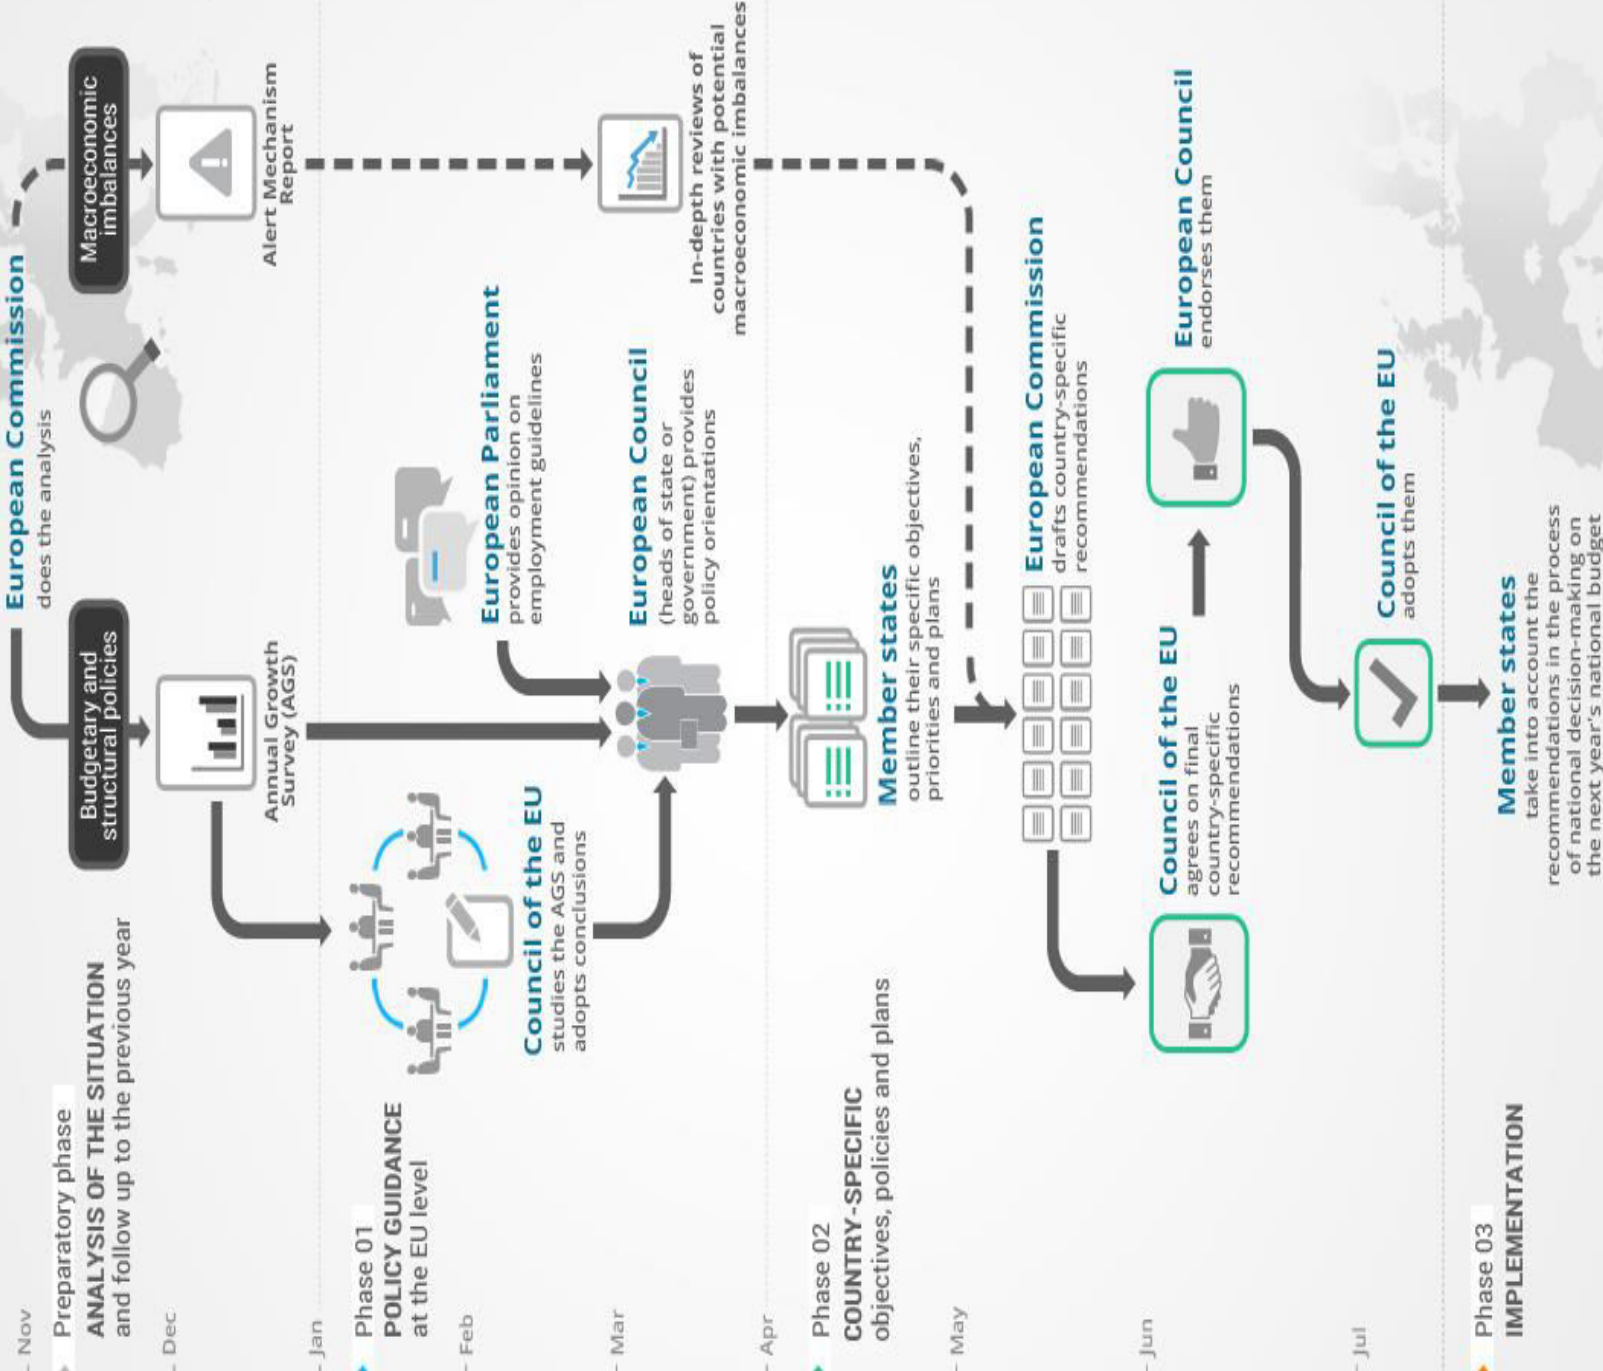 Nov
Preparatory phase
ANALYSIS OF THE SITUATION
and follow up to the previous year
European Commission
does the analysis
Budgetary and
structural policies
Macroeconomic
imbalances
Dec
Annual Growth
Survey (AGS)
Alert Mechanism
Report
Jan
Phase 01
POLICY GUIDANCE
at the EU level
Feb
Council of the EU
studies the AGS and
adopts conclusions
European Parliament
provides opinion on
employment guidelines
Mar
European Council
(heads of state or
government) provides
policy orientations
In-depth reviews of
countries with potential
macroeconomic imbalances
Apr
Phase 02
COUNTRY-SPECIFIC
objectives, policies and plans
Member states
outline their specific objectives,
priorities and plans
May
European Commission
drafts country-specific
recommendations
Jun
Council of the EU
agrees on final
country-specific
recommendations
European Council
endorses them
Jul
Council of the EU
adopts them
Phase 03
IMPLEMENTATION
Member states
take into account the
recommendations in the process
of national decision-making on
the next year's national budget